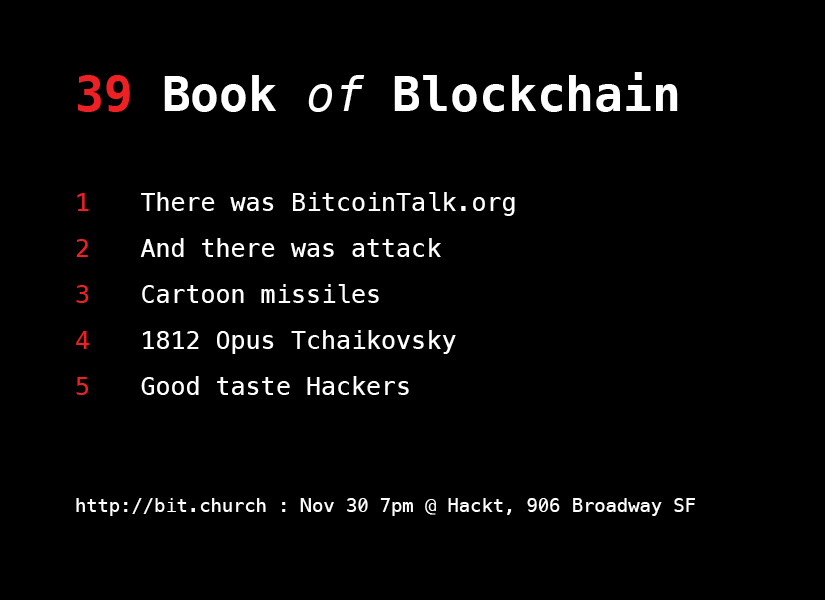 39 Book of Blockchain
1 There was BitcoinTalk.org
2 And there was attack
3 Cartoon missiles
4 1812 Opus Tchaikovsky
5 Good taste Hackers
http://bit.church : Nov 30 7pm @ Hackt, 906 Broadway SF